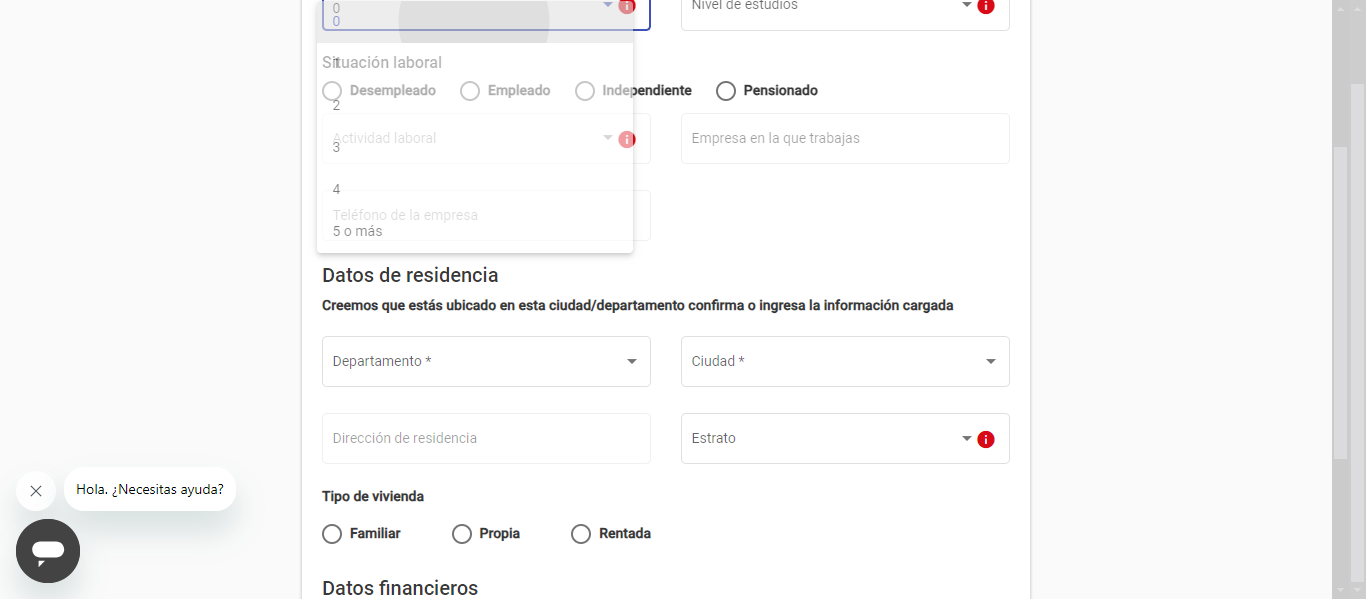 0
0
Nivel de estudios
Situación laboral
1
Desempleado Empleado Independiente Pensionado
2
Actividad laboral Empresa en la que trabajas
3
4
Teléfono de la empresa
5 o más
Datos de residencia
Creemos que estás ubicado en esta ciudad/departamento confirma o ingresa la información cargada
Departamento * Ciudad *
Dirección de residencia Estrato
Hola. ¿Necesitas ayuda?
Tipo de vivienda
Familiar Propia Rentada
Datos financieros